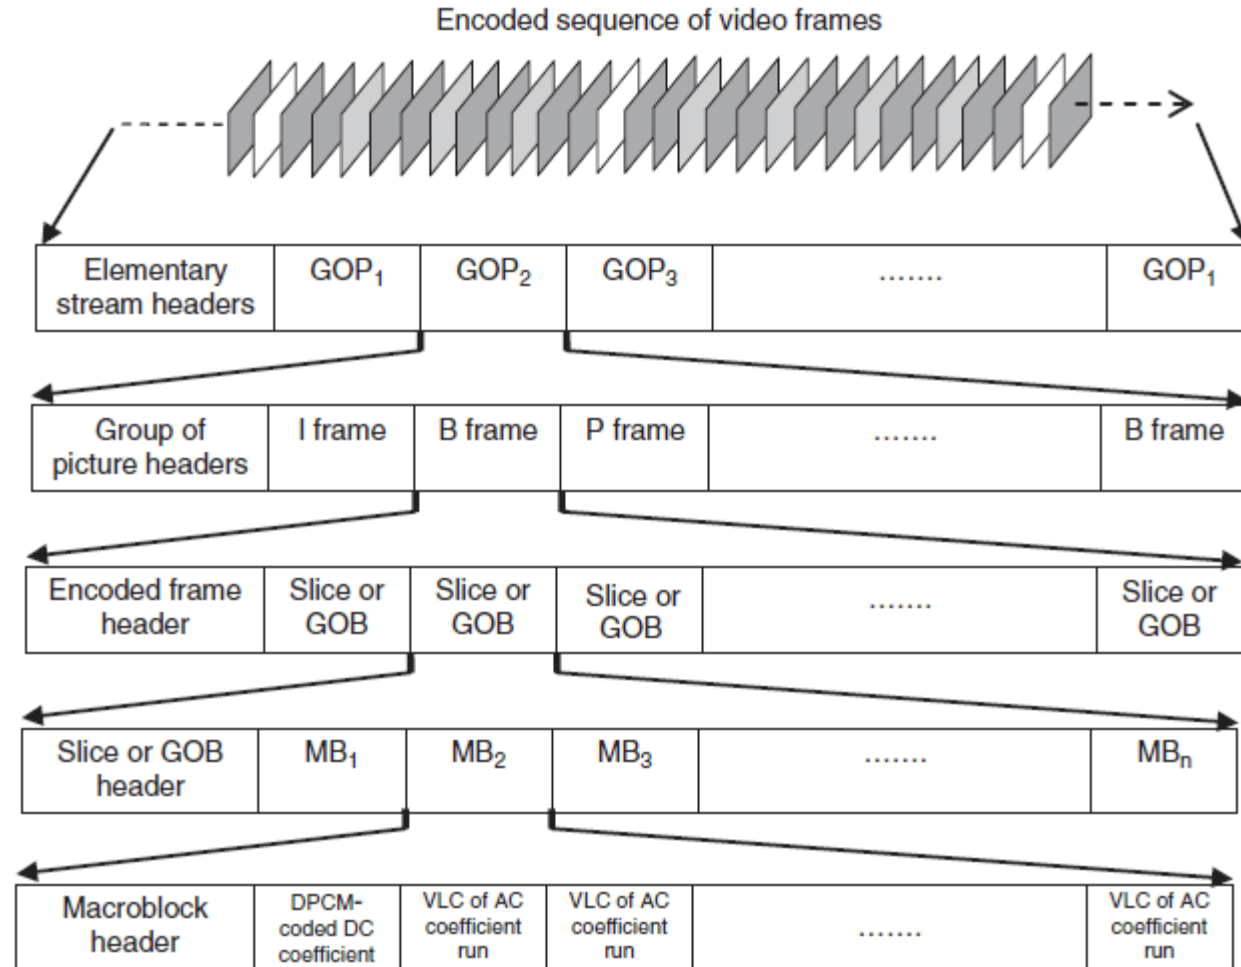 Encoded sequence of video frames
Elementary
stream headers
GOP₁
GOP₂
GOP₃
.......
GOP₁
Group of
picture headers
I frame
B frame
P frame
.......
B frame
Encoded frame
header
Slice or
GOB
Slice or
GOB
Slice or
GOB
.......
Slice or
GOB
Slice or GOB
header
MB₁
MB₂
MB₃
.......
MBₙ
Macroblock
header
DPCM-
coded DC
coefficient
VLC of AC
coefficient
run
VLC of AC
coefficient
run
.......
VLC of AC
coefficient
run